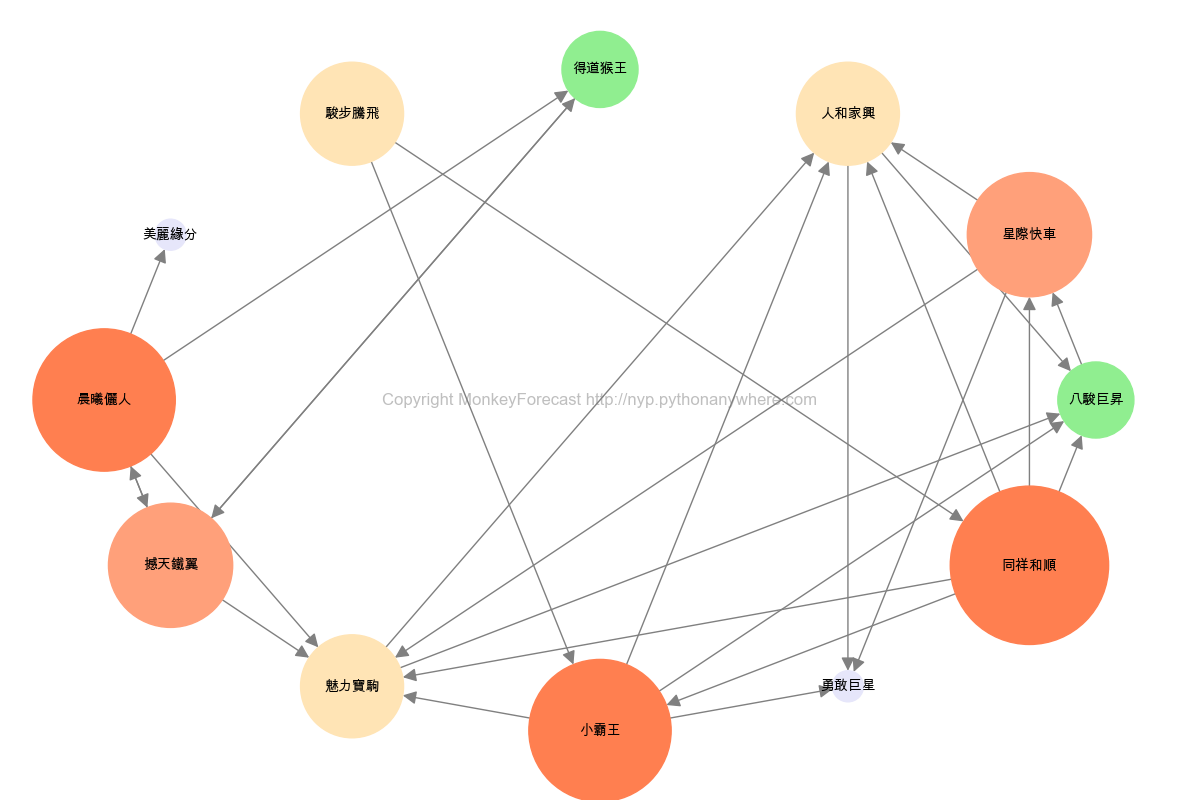 得道猴王
駿步騰飛
人和家興
美麗緣分
星際快車
晨曦儷人
Copyright MonkeyForecast http://nyp.pythonanywhere.com
八駿巨昇
撼天鐵翼
同祥和順
魅力寶駒
勇敢巨星
小霸王